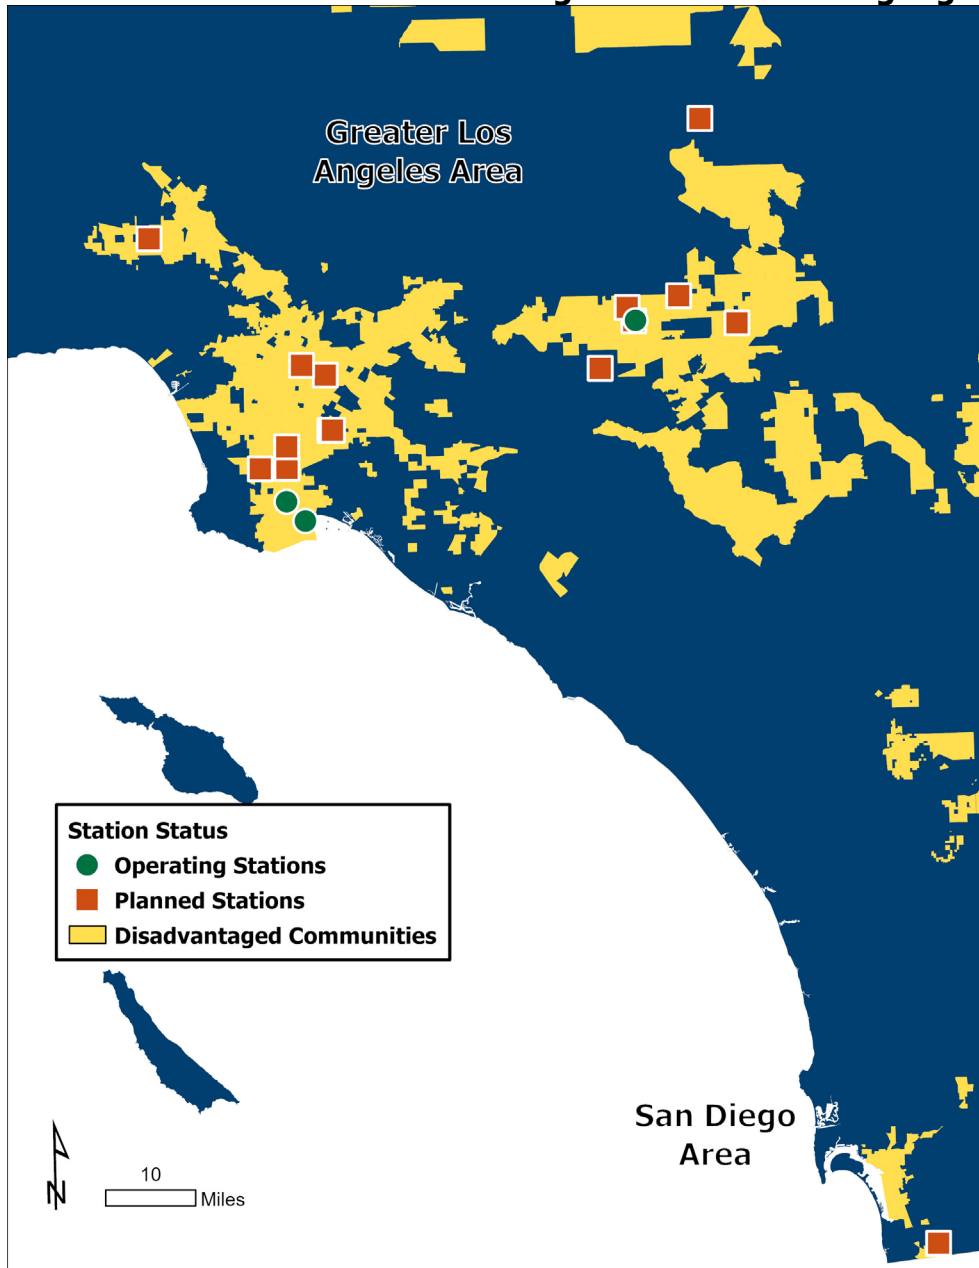 Greater Los
Angeles Area
Station Status
Operating Stations
Planned Stations
Disadvantaged Communities
San Diego
Area
N
10
Miles